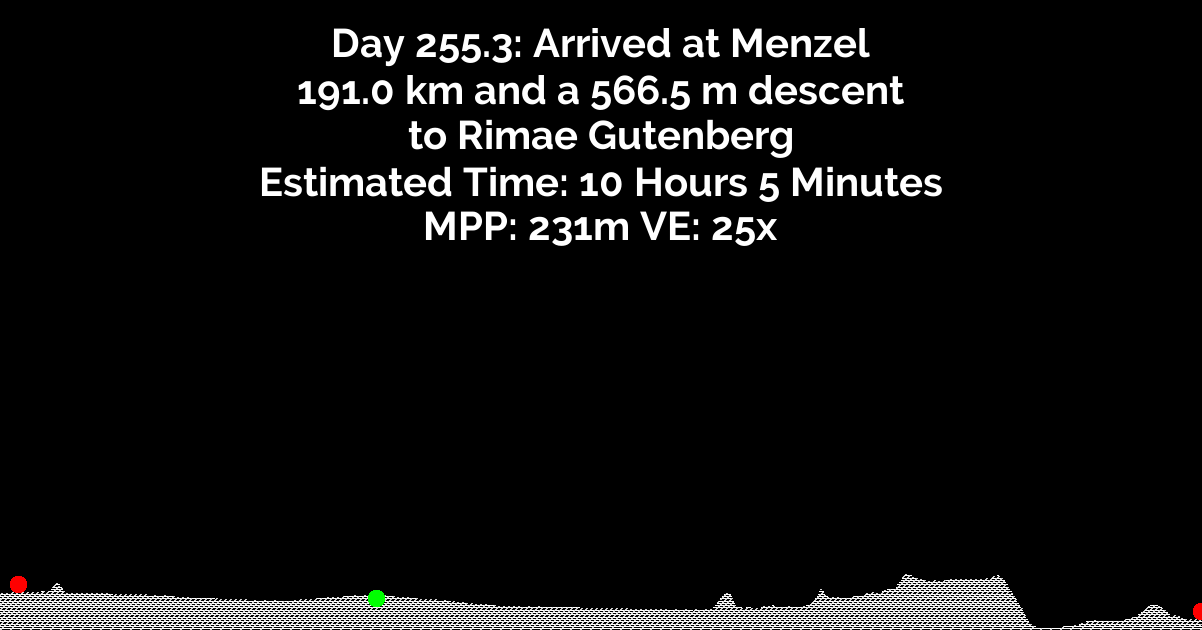 Day 255.3: Arrived at Menzel
191.0 km and a 566.5 m descent
to Rimae Gutenberg
Estimated Time: 10 Hours 5 Minutes
MPP: 231m VE: 25x